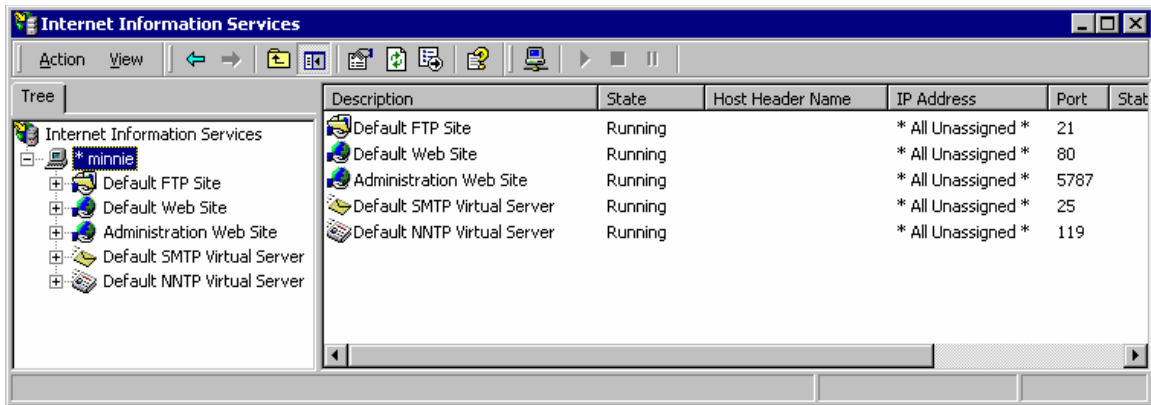 Internet Information Services
Action View
Tree
Internet Information Services
* minnie
Default FTP Site
Default Web Site
Administration Web Site
Default SMTP Virtual Server
Default NNTP Virtual Server
Description State Host Header Name IP Address Port Stat
Default FTP Site Running * All Unassigned * 21
Default Web Site Running * All Unassigned * 80
Administration Web Site Running * All Unassigned * 5787
Default SMTP Virtual Server Running * All Unassigned * 25
Default NNTP Virtual Server Running * All Unassigned * 119